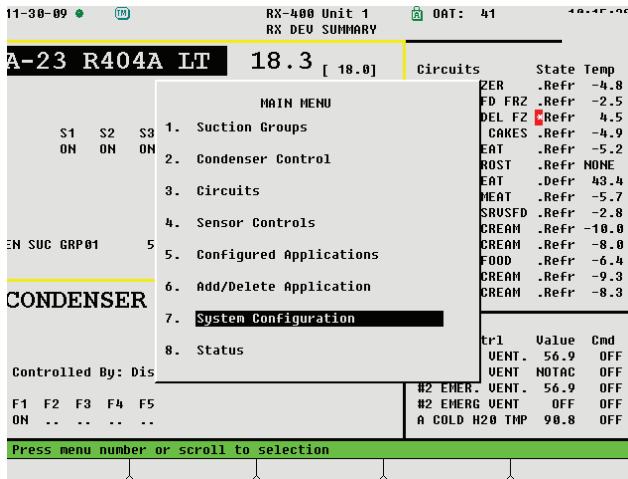 11-30-09 TM RX-400 Unit 1 OAT: 41
RX DEV SUMMARY
A-23 R404A LT 18.3 [ 18.0]
S1 S2 S3
ON ON ON
EN SUC GRP01 5
CONDENSER
Controlled By: Dis
F1 F2 F3 F4 F5
ON .. .. .. ..
MAIN MENU
1. Suction Groups
2. Condenser Control
3. Circuits
4. Sensor Controls
5. Configured Applications
6. Add/Delete Application
7. System Configuration
8. Status
Circuits State Temp
ZER .Refr -4.8
FD FRZ .Refr -2.5
DEL FZ *Refr 4.5
CAKES .Refr -4.9
EAT .Refr -5.2
ROST .Refr NONE
EAT .Defr 43.4
MEAT .Refr -5.7
SRVSFD .Refr -2.8
CREAM .Refr -10.0
CREAM .Refr -8.0
FOOD .Refr -6.4
CREAM .Refr -9.3
CREAM .Refr -8.3
trl Value Cmd
VENT. 56.9 OFF
VENT NOTAC OFF
#2 EMER. VENT. 56.9 OFF
#2 EMERG VENT OFF OFF
A COLD H20 TMP 90.8 OFF
Press menu number or scroll to selection